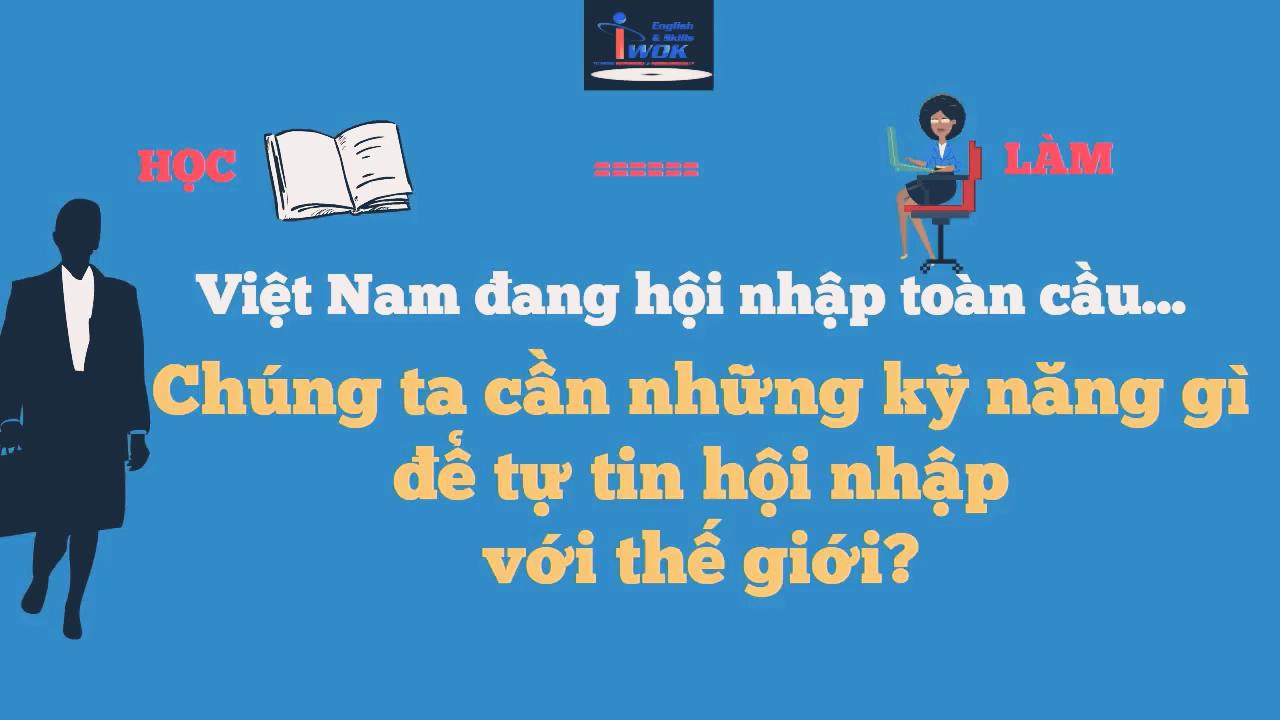 English
& Skills
iWOK
HỌC
======
LÀM
Việt Nam đang hội nhập toàn cầu...
Chúng ta cần những kỹ năng gì
để tự tin hội nhập
với thế giới?